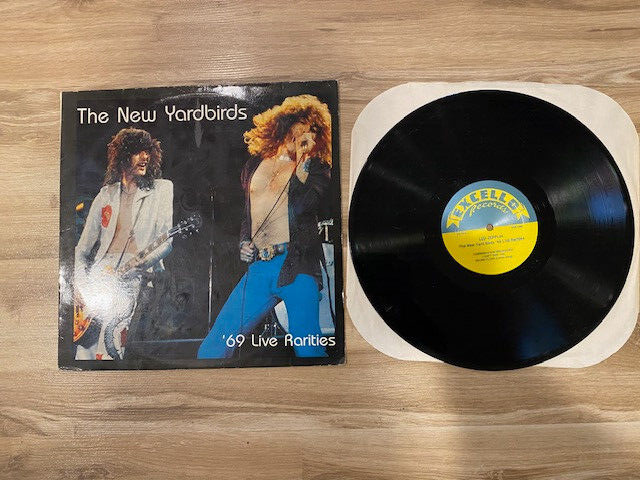 The New Yardbirds
'69 Live Rarities
EXCELLO
Records
LED ZEPPELIN
The New Yardbirds '69 Live Rarities